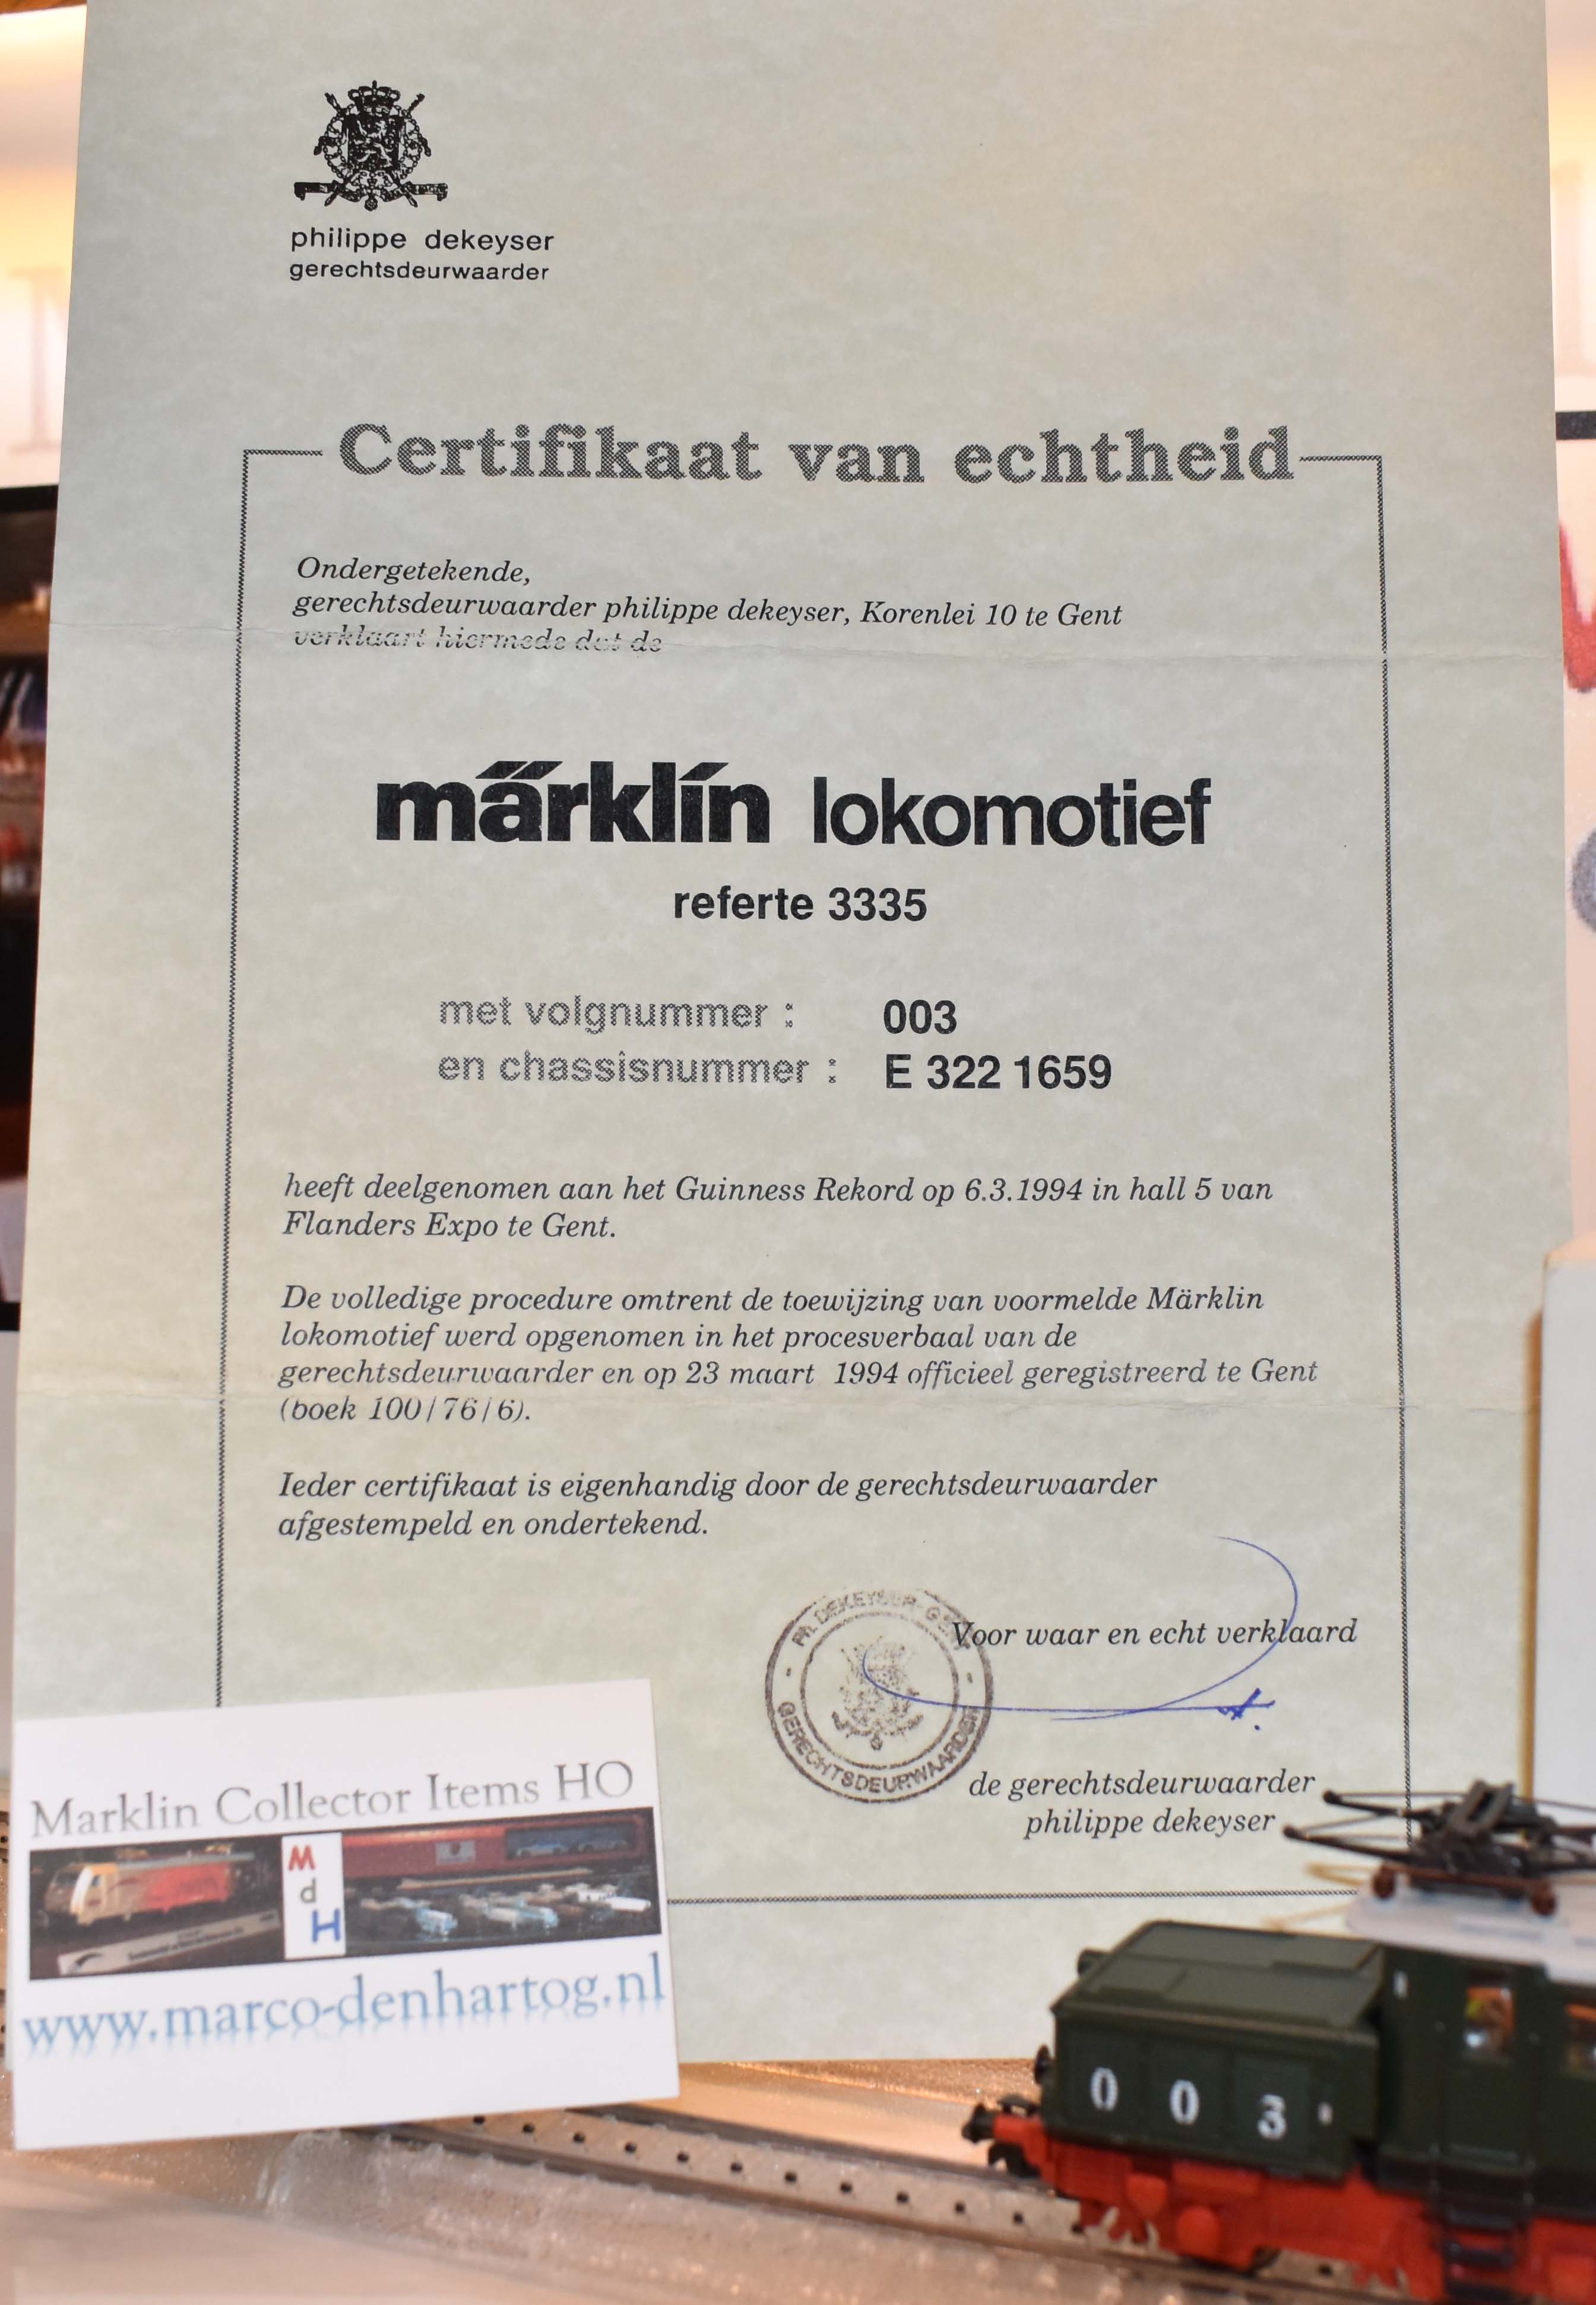 philippe dekeyser
gerechtsdeurwaarder
Certifikaat van echtheid
Ondergetekende,
gerechtsdeurwaarder philippe dekeyser, Korenlei 10 te Gent
verklaart hiermede dat de
märklin lokomotief
referte 3335
met volgnummer : 003
en chassisnummer : E 322 1659
heeft deelgenomen aan het Guinness Rekord op 6.3.1994 in hall 5 van
Flanders Expo te Gent.
De volledige procedure omtrent de toewijzing van voormelde Märklin
lokomotief werd opgenomen in het procesverbaal van de
gerechtsdeurwaarder en op 23 maart 1994 officieel geregistreerd te Gent
(boek 100/76/6).
Ieder certifikaat is eigenhandig door de gerechtsdeurwaarder
afgestempeld en ondertekend.
Voor waar en echt verklaard
PH. DEKEYSER
GERECHTSDEURWAARDER
de gerechtsdeurwaarder
philippe dekeyser
Marklin Collector Items HO
M
d
H
www.marco-denhartog.nl
0 0 3